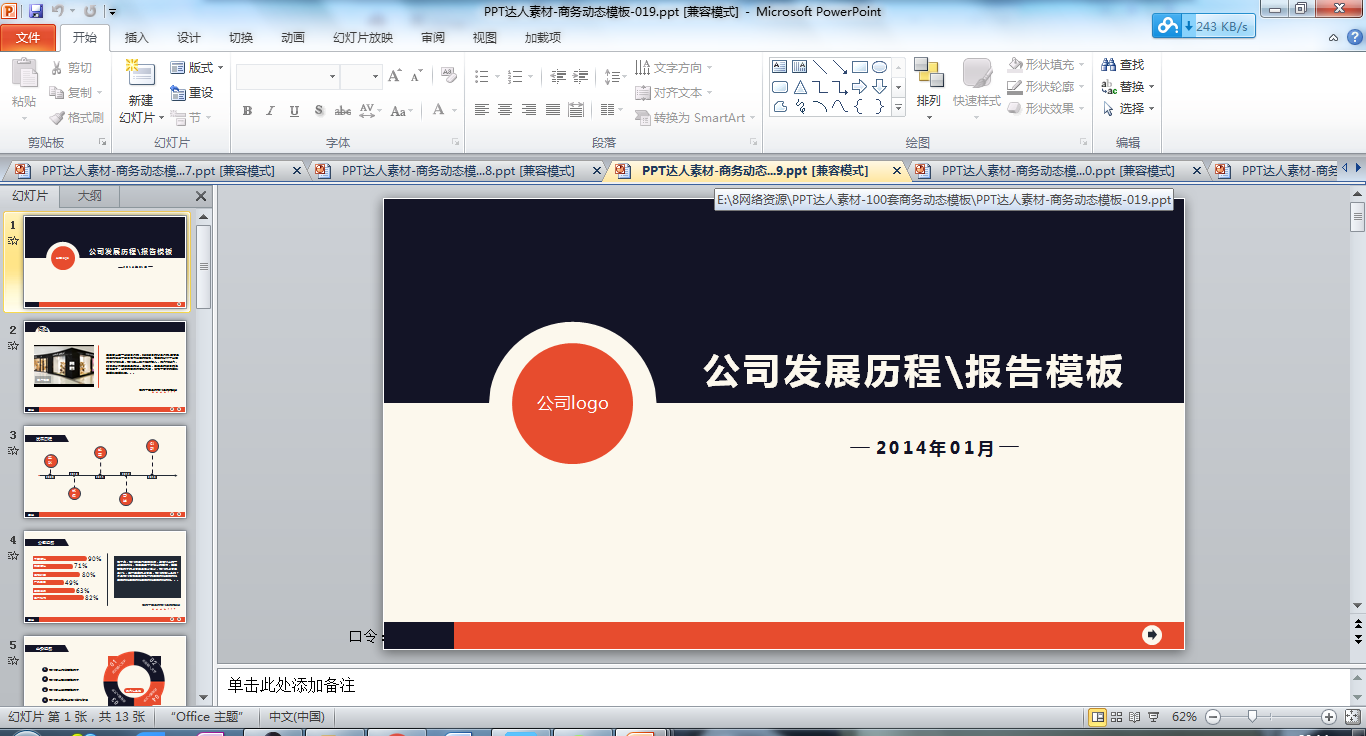 PPT达人素材-商务动态模板-019.ppt [兼容模式] - Microsoft PowerPoint
243 KB/s
文件 开始 插入 设计 切换 动画 幻灯片放映 审阅 视图 加载项
粘贴 剪切 复制 格式刷
剪贴板
新建 幻灯片 版式 重设 节
幻灯片
B I U S abc AV Aa A
字体
文字方向 对齐文本 转换为 SmartArt
段落
排列 快速样式 形状填充 形状轮廓 形状效果
绘图
查找 替换 选择
编辑
PPT达人素材-商务动态模...7.ppt [兼容模式]
PPT达人素材-商务动态模...8.ppt [兼容模式]
PPT达人素材-商务动态...9.ppt [兼容模式]
PPT达人素材-商务动态模...0.ppt [兼容模式]
PPT达人素材-商务
E:\8网络资源\PPT达人素材-100套商务动态模板\PPT达人素材-商务动态模板-019.ppt
幻灯片 大纲
1
公司发展历程\报告模板
2
3
4
90%
71%
80%
49%
63%
82%
5
公司发展历程\报告模板
公司logo
— 2014年01月 —
口令:
单击此处添加备注
幻灯片 第 1 张，共 13 张 “Office 主题” 中文(中国) 62%